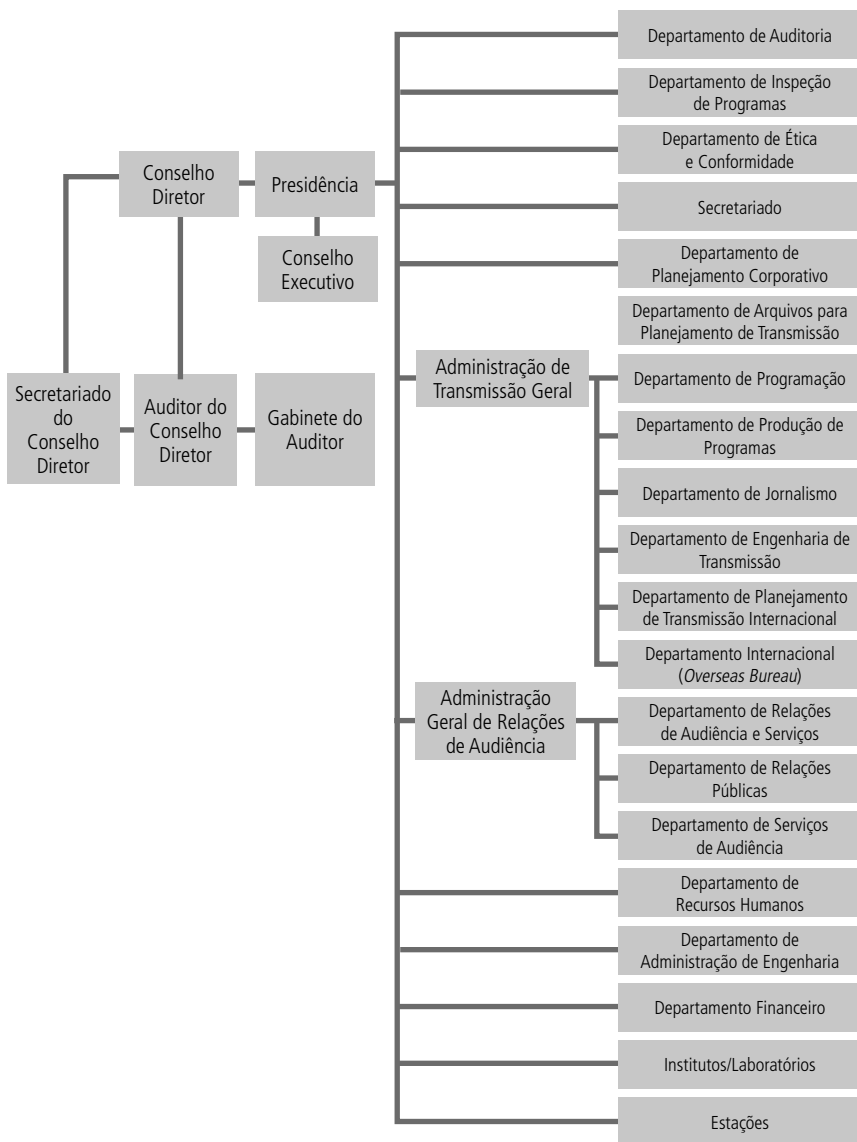 Departamento de Auditoria
Departamento de Inspeção
de Programas
Departamento de Ética
e Conformidade
Conselho
Diretor
Presidência
Secretariado
Conselho
Executivo
Departamento de
Planejamento Corporativo
Departamento de Arquivos para
Planejamento de Transmissão
Administração de
Transmissão Geral
Departamento de Programação
Secretariado
do
Conselho
Diretor
Auditor do
Conselho
Diretor
Gabinete do
Auditor
Departamento de Produção de
Programas
Departamento de Jornalismo
Departamento de Engenharia de
Transmissão
Departamento de Planejamento
de Transmissão Internacional
Departamento Internacional
(Overseas Bureau)
Administração
Geral de Relações
de Audiência
Departamento de Relações
de Audiência e Serviços
Departamento de Relações
Públicas
Departamento de Serviços
de Audiência
Departamento de
Recursos Humanos
Departamento de
Administração de Engenharia
Departamento Financeiro
Institutos/Laboratórios
Estações